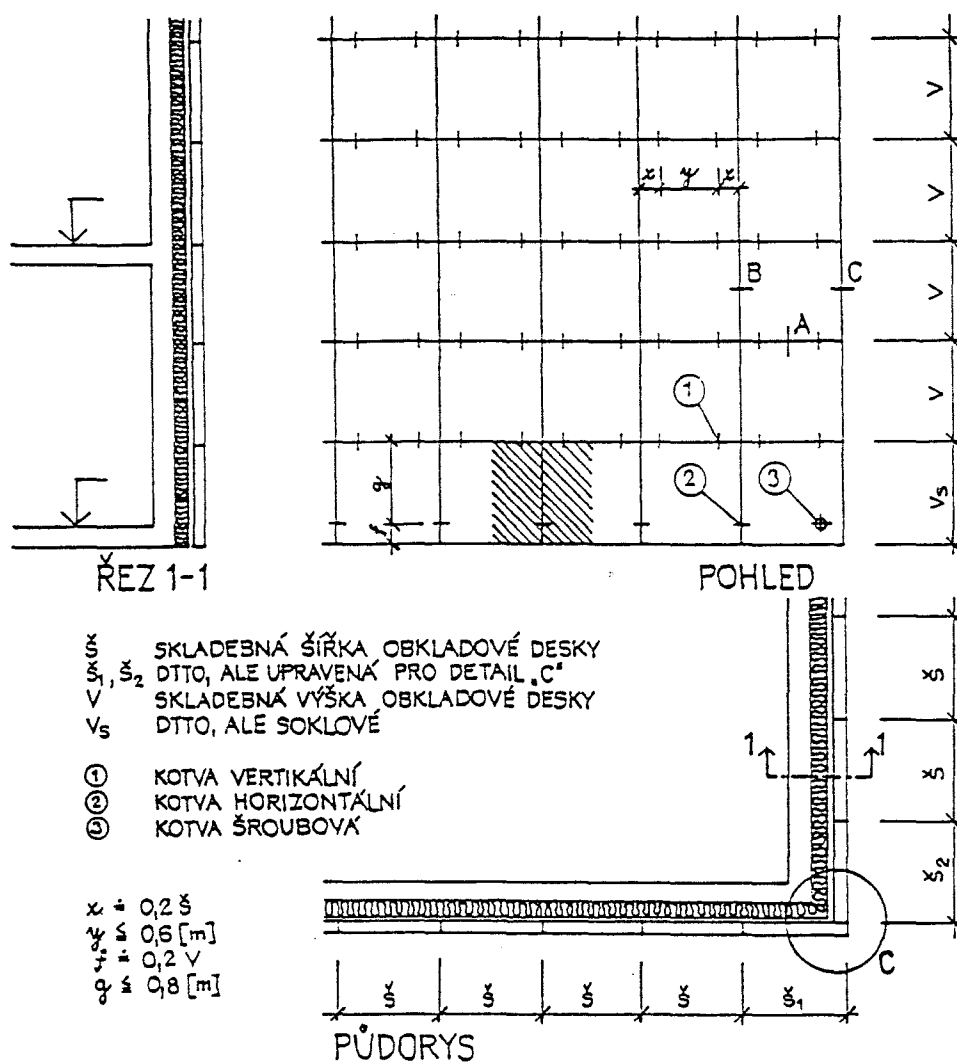 V
x y x
V
B C
V
A
1
V
g
2 3
f
Vs
ŘEZ 1-1
POHLED
Š SKLADEBNÁ ŠÍŘKA OBKLADOVÉ DESKY
Š1, Š2 DTTO, ALE UPRAVENÁ PRO DETAIL „C“
V SKLADEBNÁ VÝŠKA OBKLADOVÉ DESKY
Vs DTTO, ALE SOKLOVÉ
Š
1 1
Š
1 KOTVA VERTIKÁLNÍ
2 KOTVA HORIZONTÁLNÍ
3 KOTVA ŠROUBOVÁ
Š2
x ≐ 0,2 Š
y ≤ 0,6 [m]
f ≐ 0,2 V
g ≤ 0,8 [m]
C
Š Š Š Š Š1
PŮDORYS